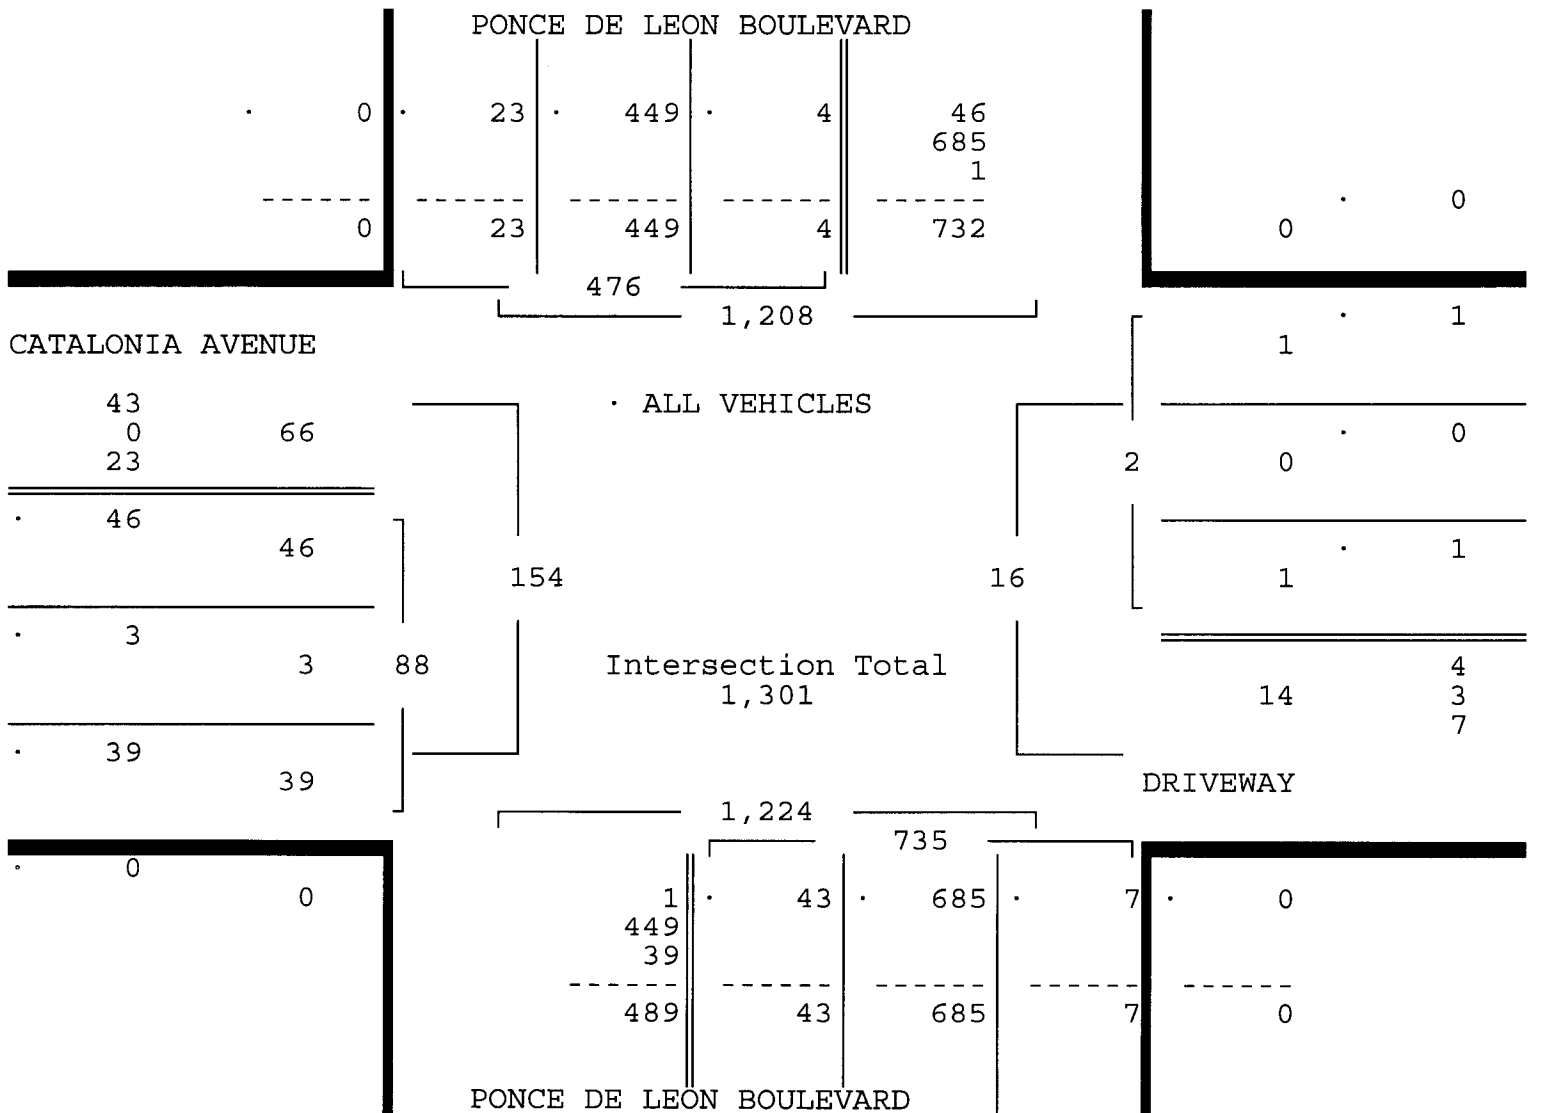 PONCE DE LEON BOULEVARD
· 0 · 23 · 449 · 4 46
685
1
· 0
------ ------ ------ ------ ------
0 23 449 4 732 0
476
1,208
· 1
CATALONIA AVENUE 1
43 · ALL VEHICLES
0 66 · 0
23 2 0
· 46
46 · 1
154 16 1
· 3
3 88 Intersection Total 4
1,301 14 3
7
· 39
39 DRIVEWAY
1,224
735
· 0
0 1 · 43 · 685 · 7 · 0
449
39
------ ------ ------ ------ ------
489 43 685 7 0
PONCE DE LEON BOULEVARD